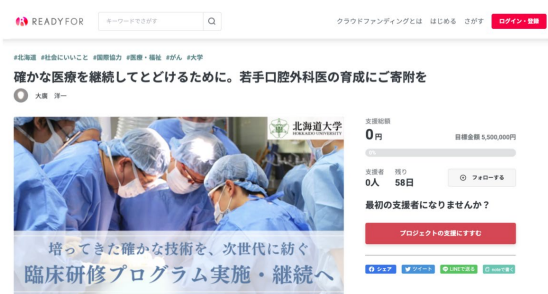 READYFOR
キーワードでさがす
クラウドファンディングとは はじめる さがす ログイン・登録
#北海道 #社会にいいこと #国際協力 #医療・福祉 #がん #大学
確かな医療を継続してとどけるために。若手口腔外科医の育成にご寄附を
大廣 洋一
北海道大学
HOKKAIDO UNIVERSITY
培ってきた確かな技術を、次世代に紡ぐ
臨床研修プログラム実施・継続へ
支援総額
0円
目標金額 5,500,000円
0%
支援者 残り
0人 58日
フォローする
最初の支援者になりませんか？
プロジェクトの支援にすすむ
シェア ツイート LINEで送る noteで書く